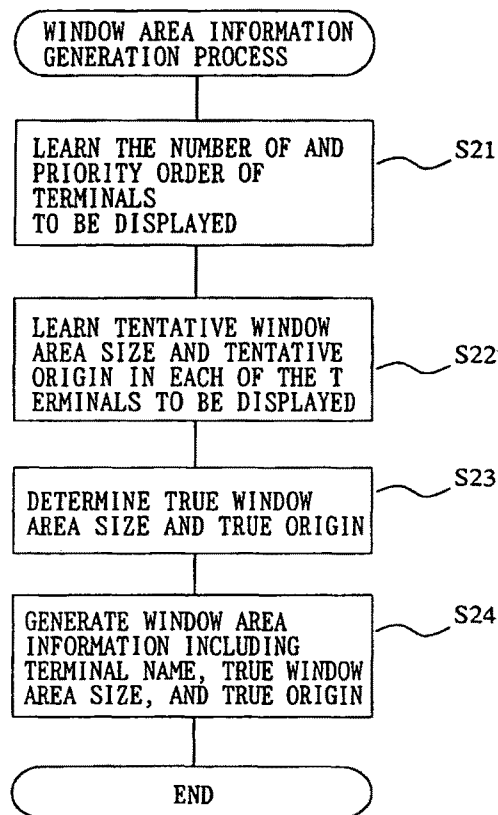 WINDOW AREA INFORMATION
GENERATION PROCESS
LEARN THE NUMBER OF AND
PRIORITY ORDER OF
TERMINALS
TO BE DISPLAYED
S21
LEARN TENTATIVE WINDOW
AREA SIZE AND TENTATIVE
ORIGIN IN EACH OF THE T
ERMINALS TO BE DISPLAYED
S22
DETERMINE TRUE WINDOW
AREA SIZE AND TRUE ORIGIN
S23
GENERATE WINDOW AREA
INFORMATION INCLUDING
TERMINAL NAME, TRUE WINDOW
AREA SIZE, AND TRUE ORIGIN
S24
END